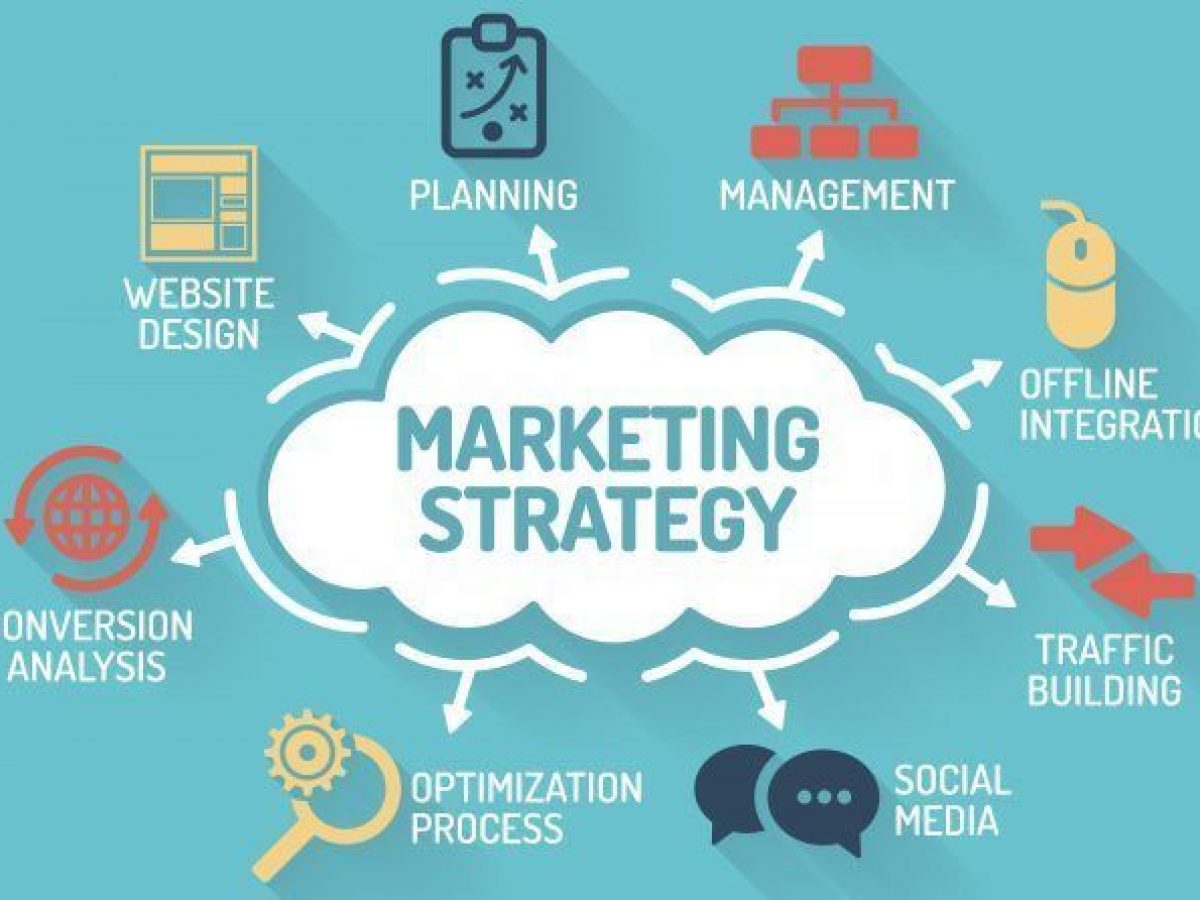 PLANNING
MANAGEMENT
WEBSITE
DESIGN
OFFLINE
INTEGRATIO
MARKETING
STRATEGY
ONVERSION
ANALYSIS
TRAFFIC
BUILDING
OPTIMIZATION
PROCESS
SOCIAL
MEDIA